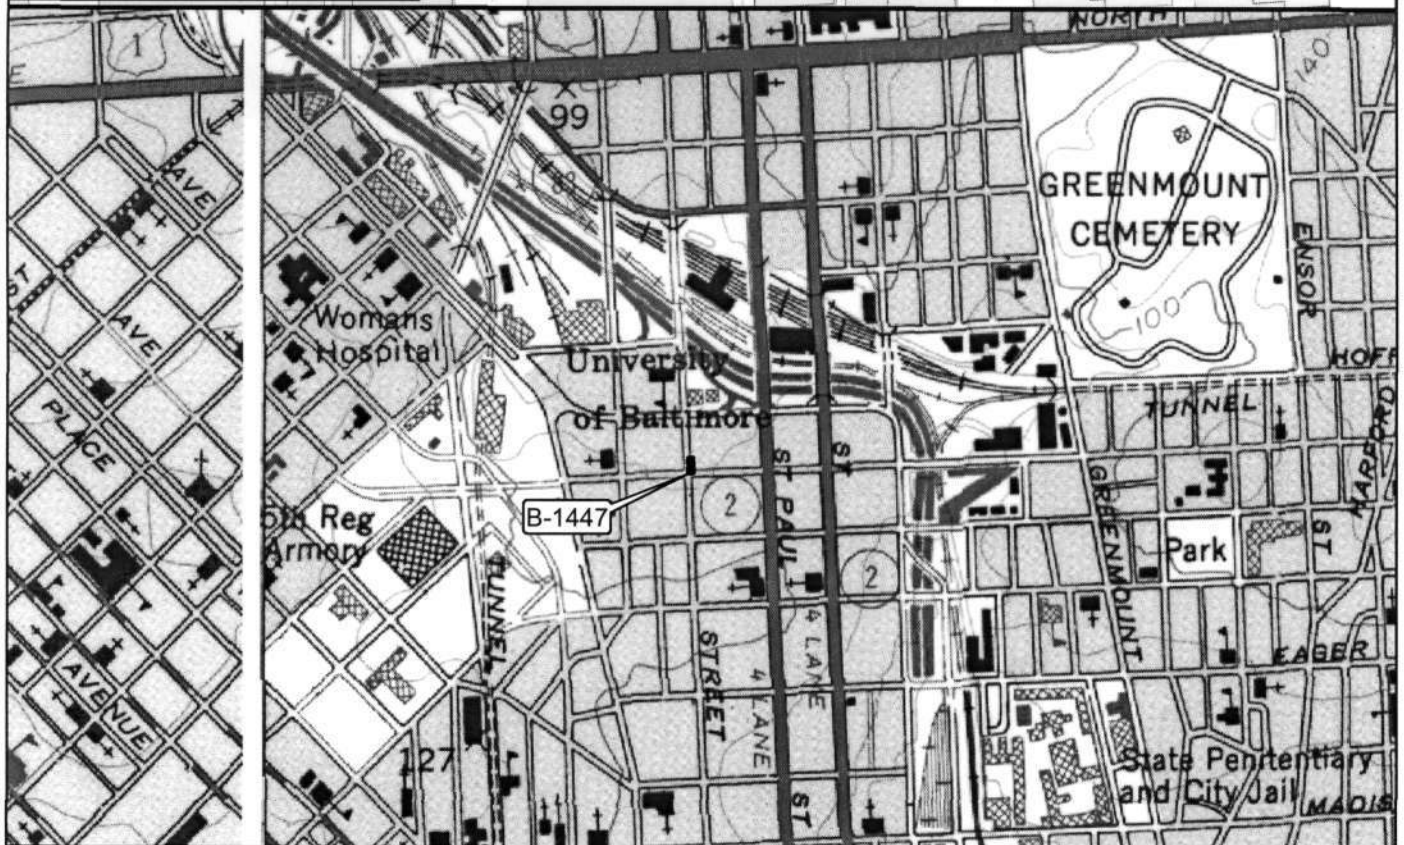 NORTH
1
1
E
140
99
AVE
GREENMOUNT
CEMETERY
ENSOR
ST
AVE
Womans
Hospital
100
University
of Baltimore
HOFF
TUNNEL
PLACE
HARFORD
ST PAUL
ST
GREENMOUNT
2
B-1447
5th Reg
Armory
Park
ST
2
TUNNEL
4 LANE
STREET
4 LANE
EAGER
AVENUE
127
State Penitentiary
and City Jail
MADIS
ST